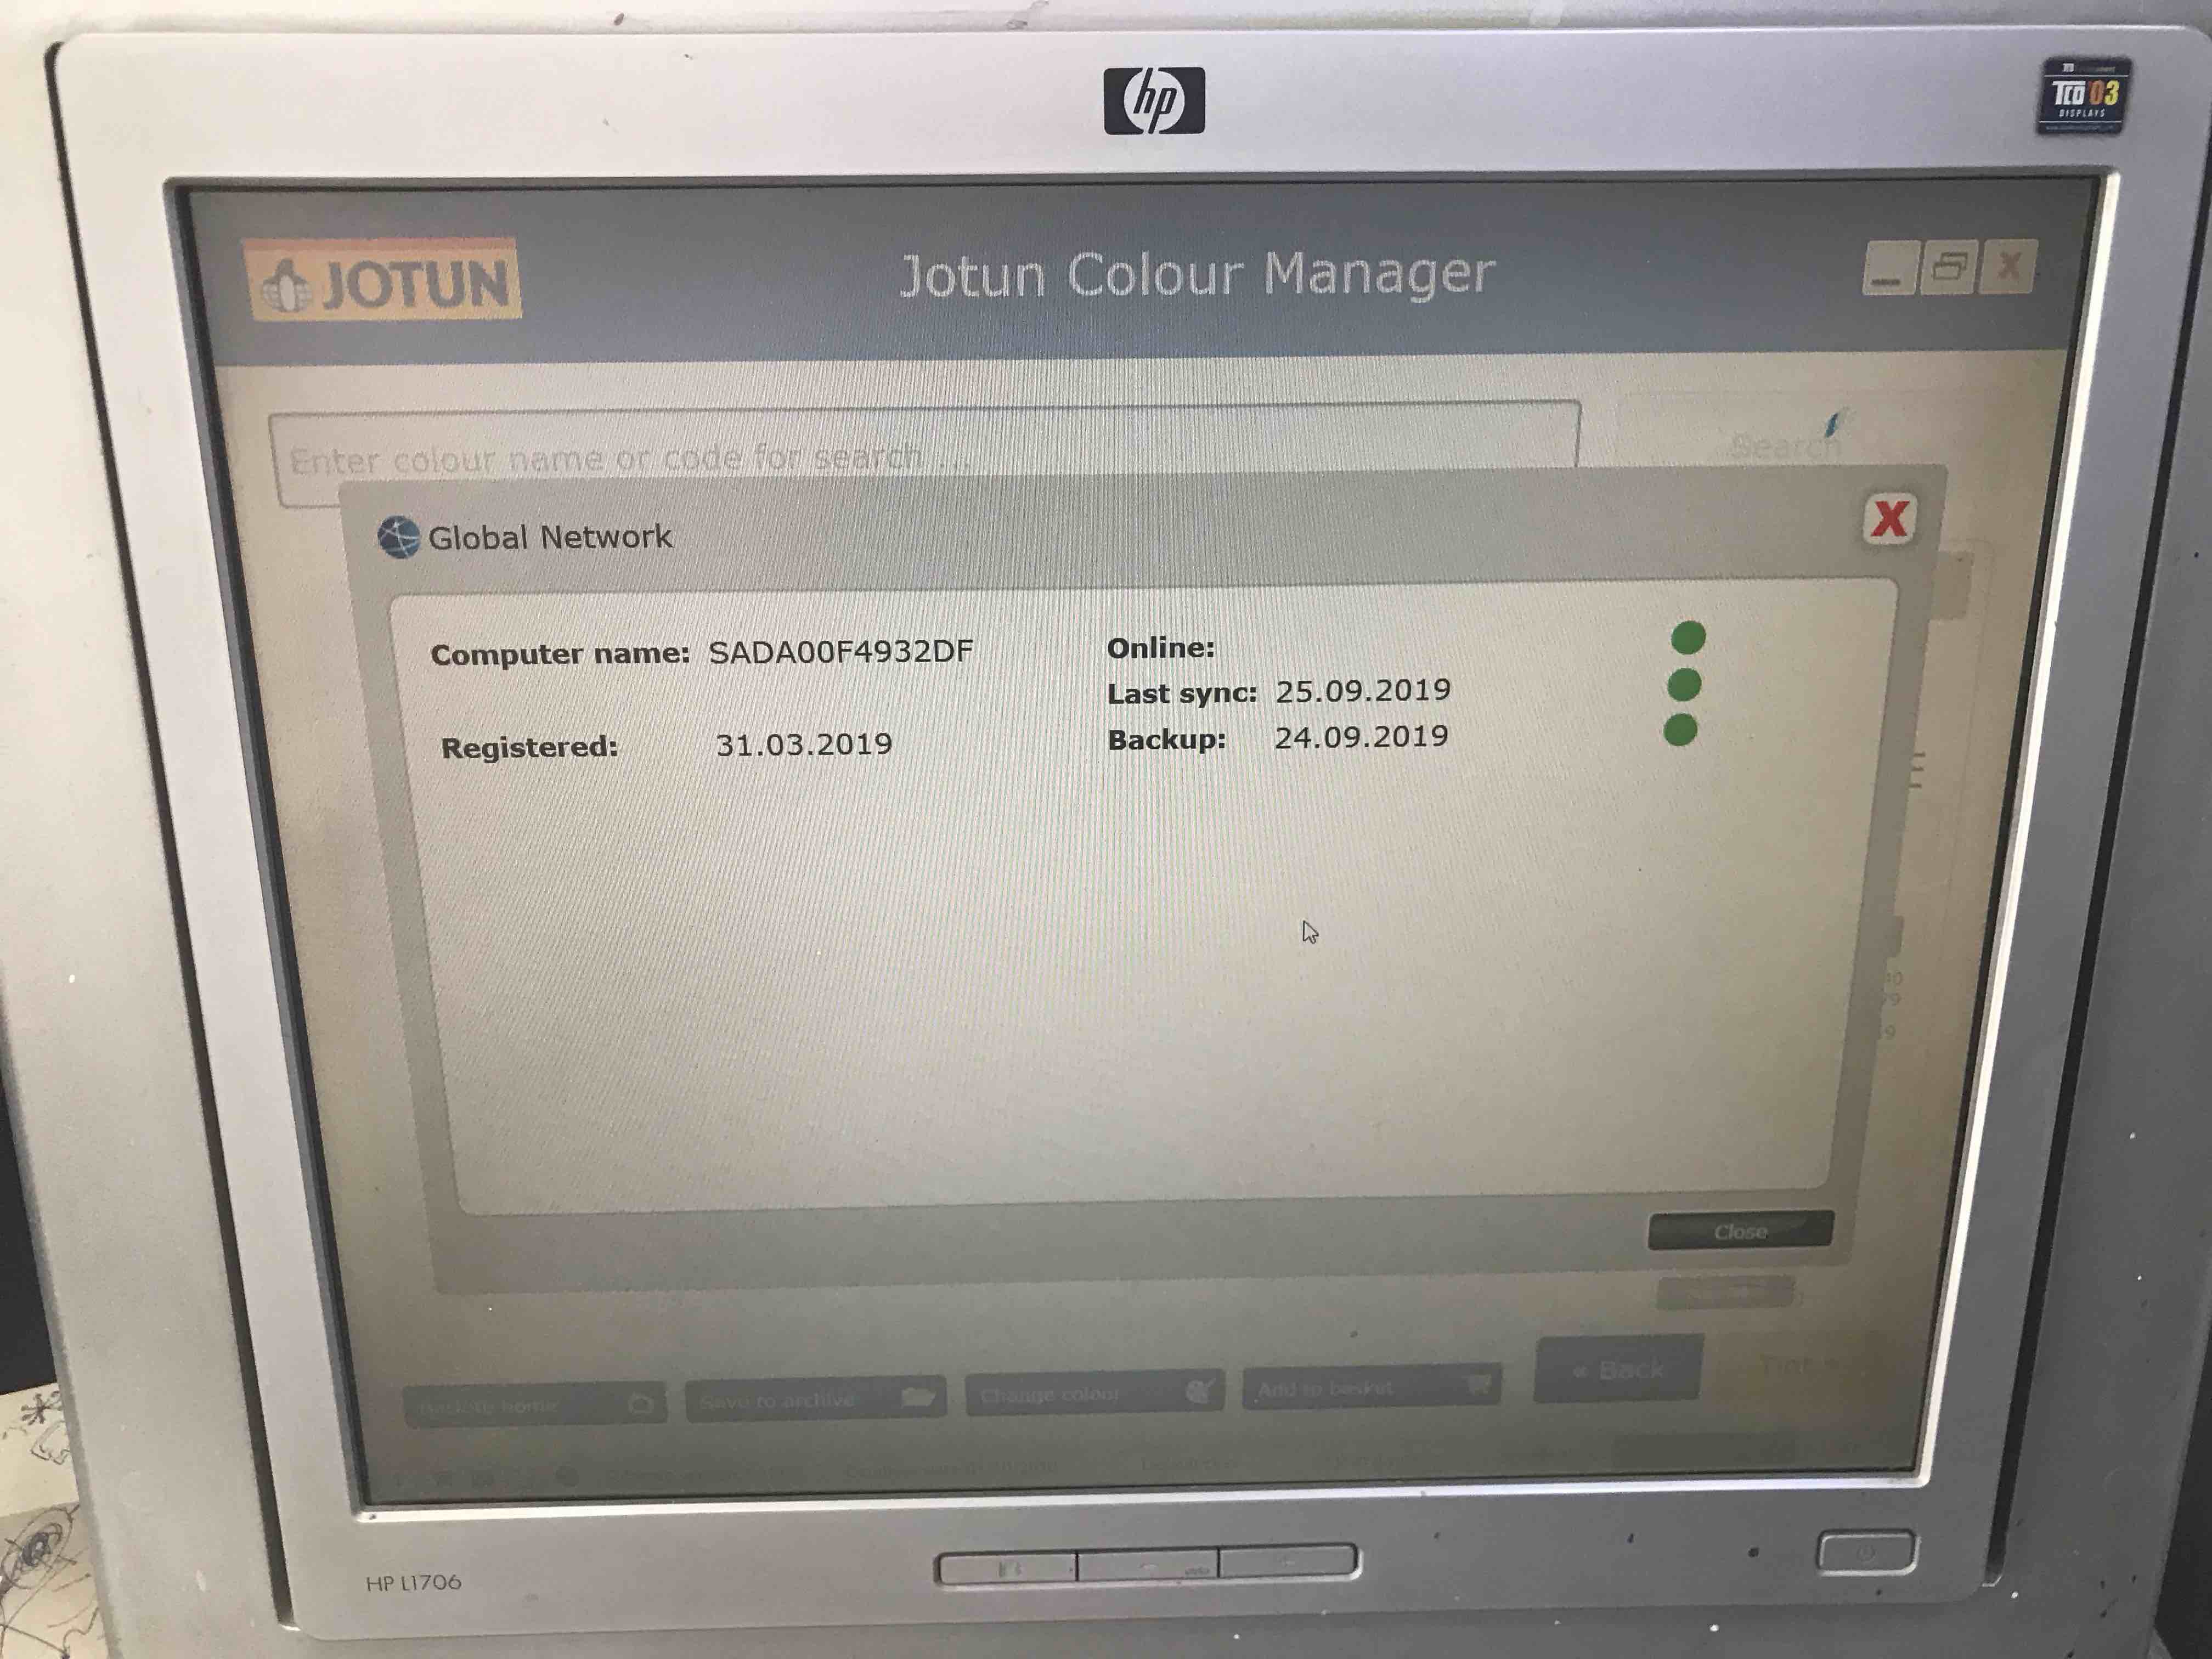 hp
TCO'03
DISPLAYS
JOTUN
Jotun Colour Manager
Enter colour name or code for search ...
Search
Global Network
Computer name: SADA00F4932DF
Online:
Last sync: 25.09.2019
Registered: 31.03.2019
Backup: 24.09.2019
Close
« Back
Tint
Back to home
Save to archive
Change colour
Add to basket
HP L1706